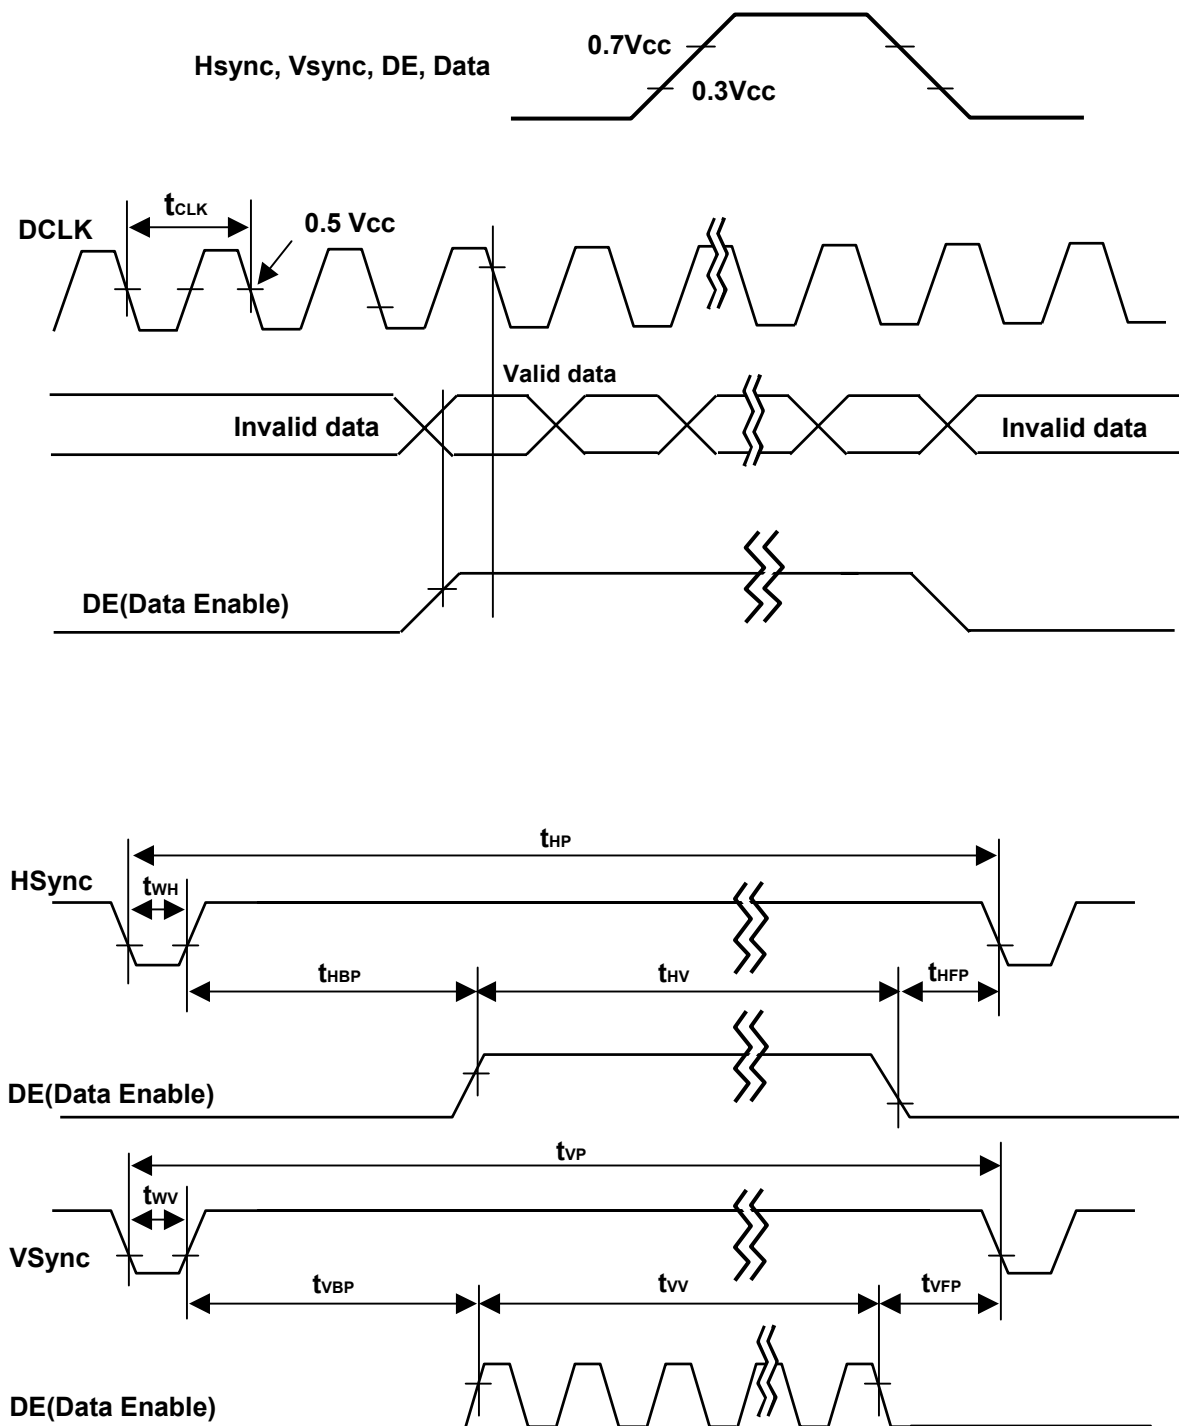 0.7Vcc
Hsync, Vsync, DE, Data
0.3Vcc
tCLK
DCLK
0.5 Vcc
Valid data
Invalid data
Invalid data
DE(Data Enable)
tHP
HSync
tWH
tHBP
tHV
tHFP
DE(Data Enable)
tVP
tWV
VSync
tVBP
tVV
tVFP
DE(Data Enable)